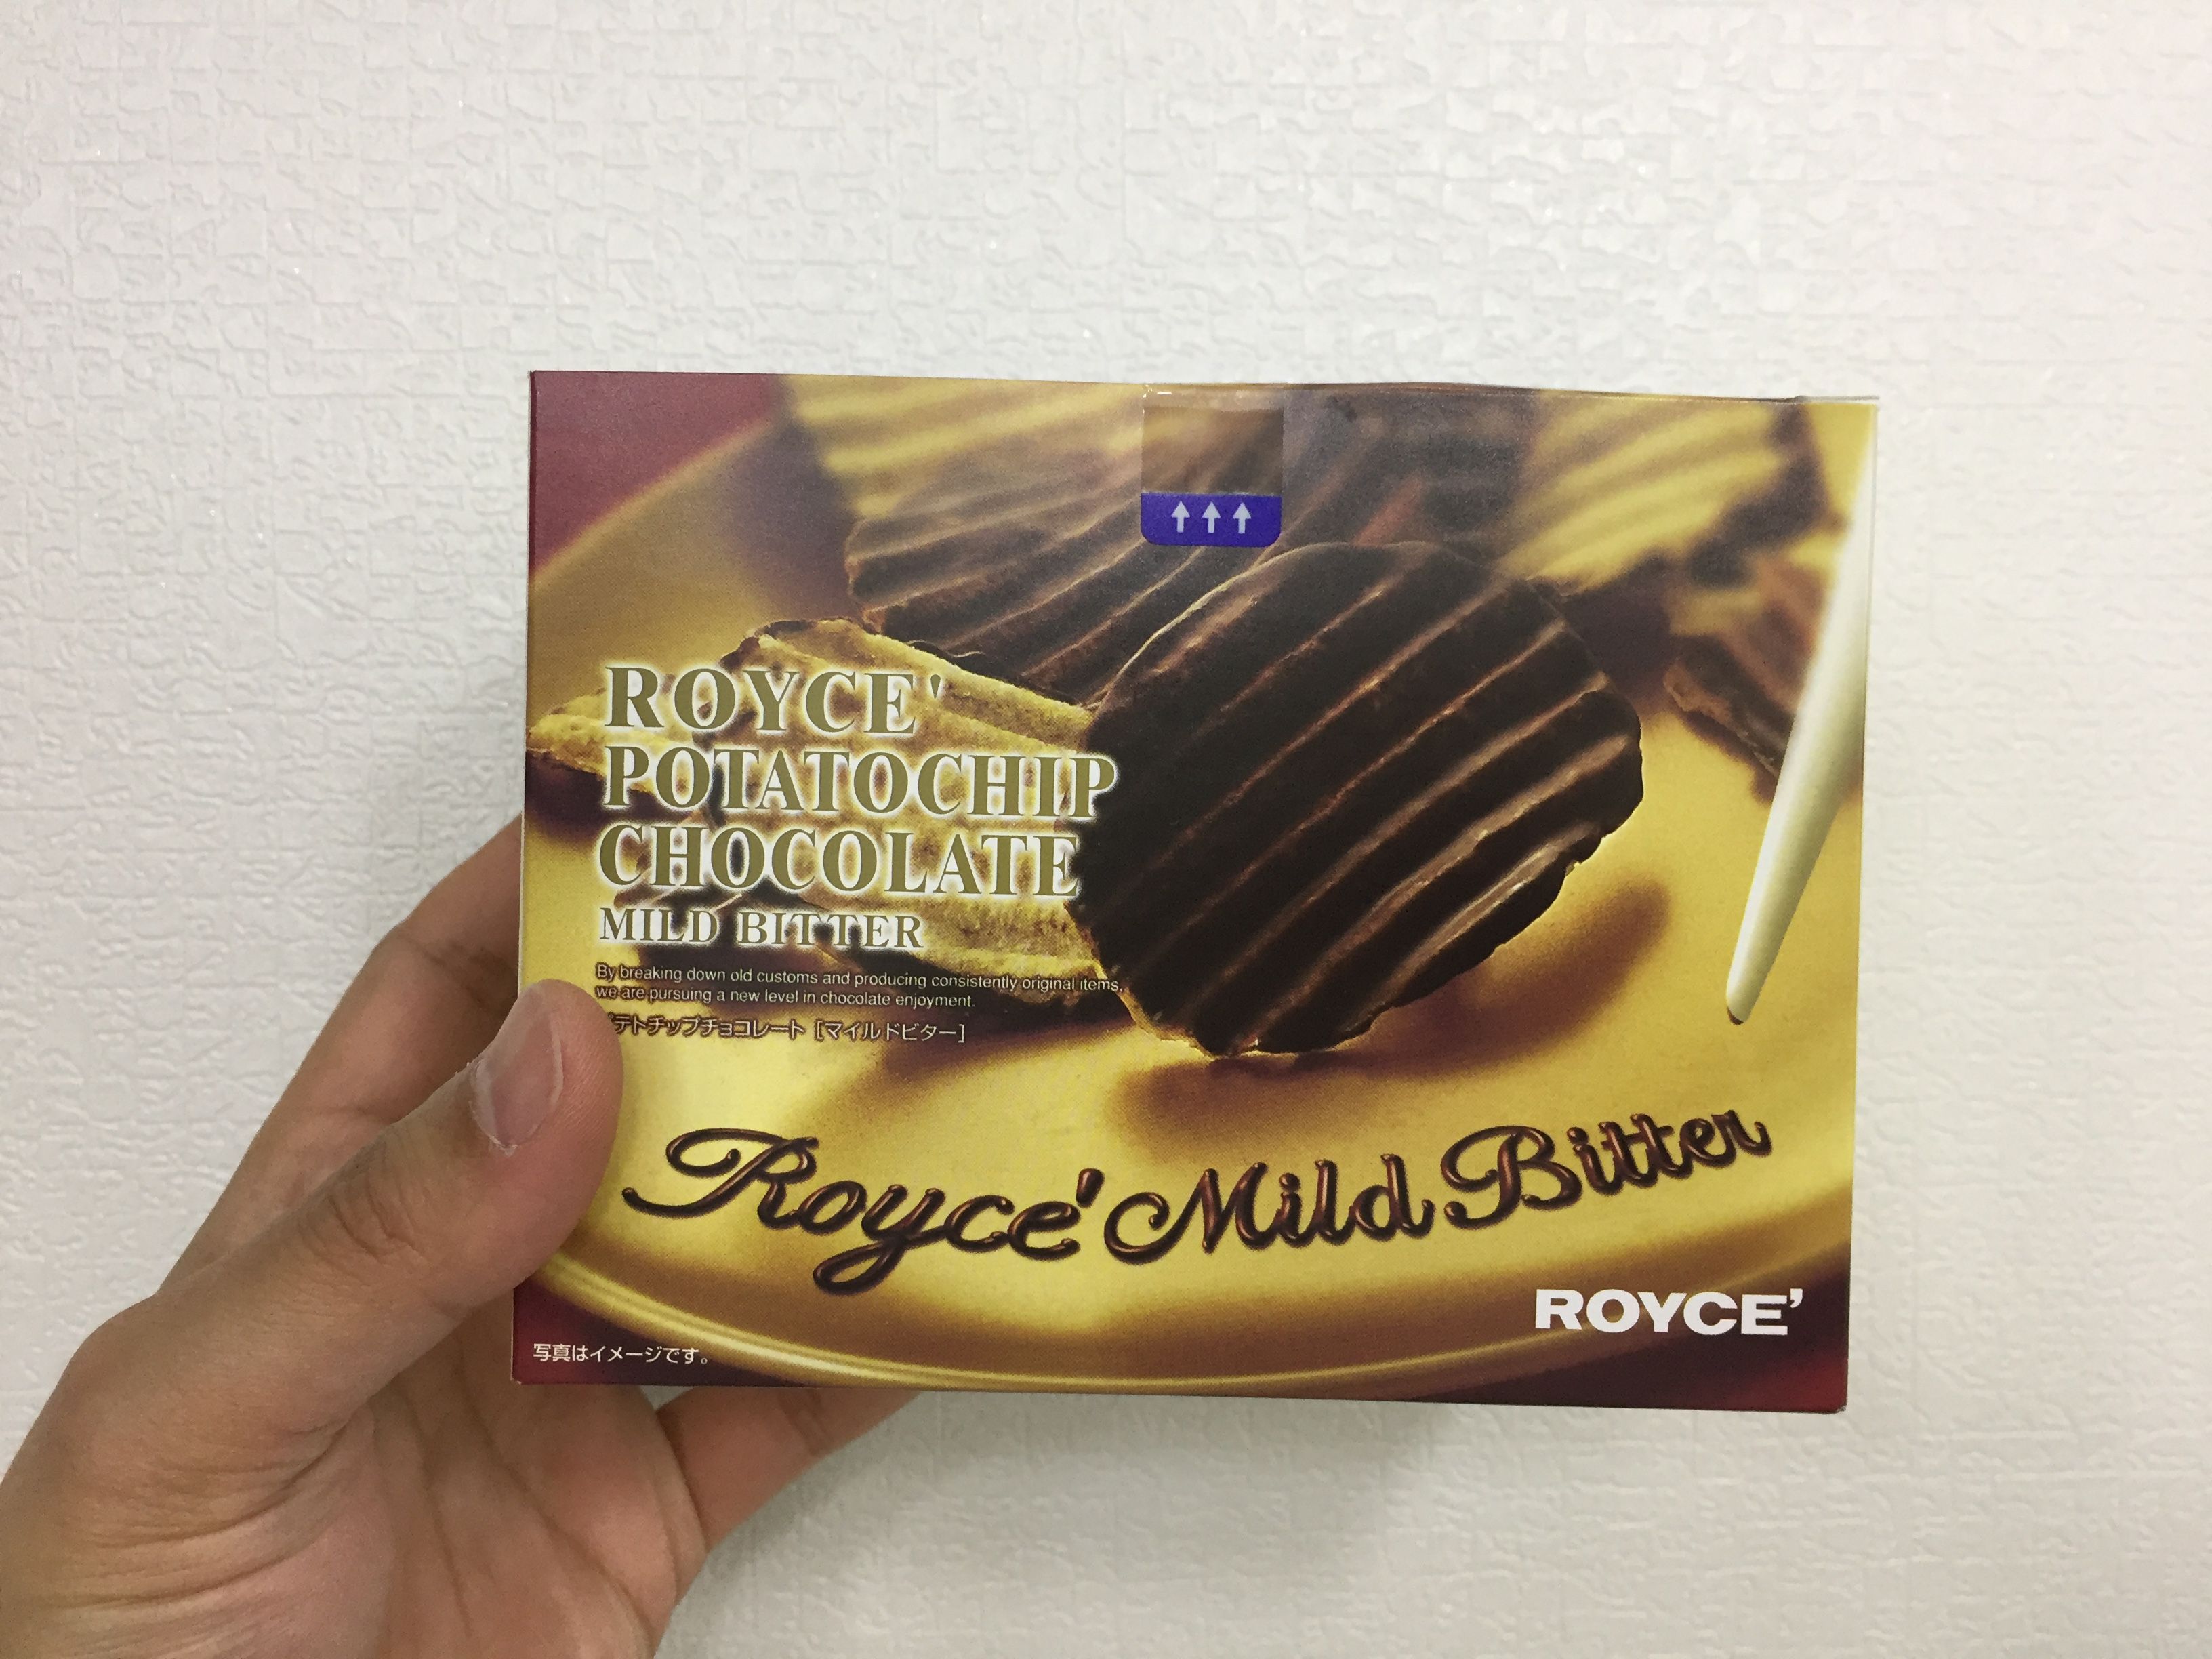 ROYCE'
POTATOCHIP
CHOCOLATE
MILD BITTER
By breaking down old customs and producing consistently original items,
we are pursuing a new level in chocolate enjoyment.
テトチップチョコレート [マイルドビター]
Royce' Mild Bitter
ROYCE'
写真はイメージです。